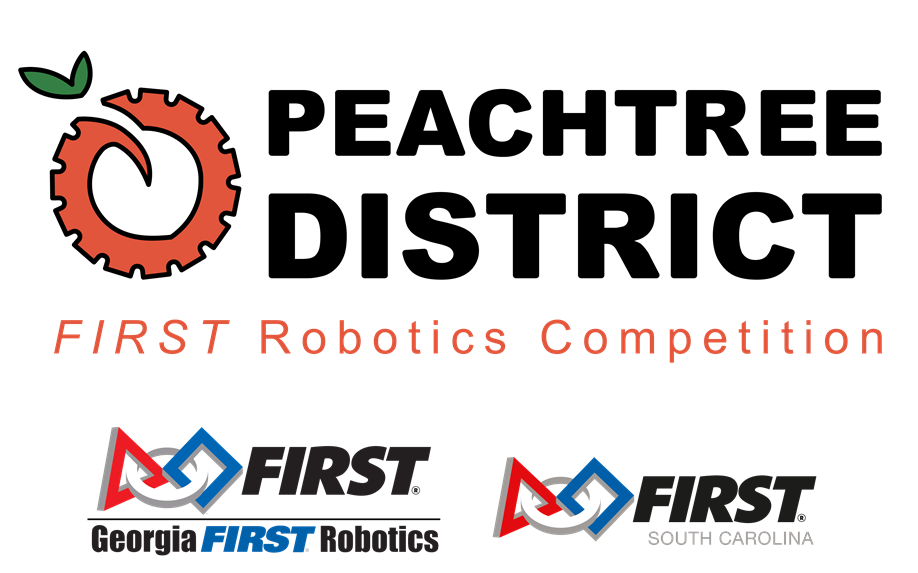 PEACHTREE
DISTRICT
FIRST Robotics Competition
FIRST®
Georgia FIRST® Robotics
FIRST®
SOUTH CAROLINA